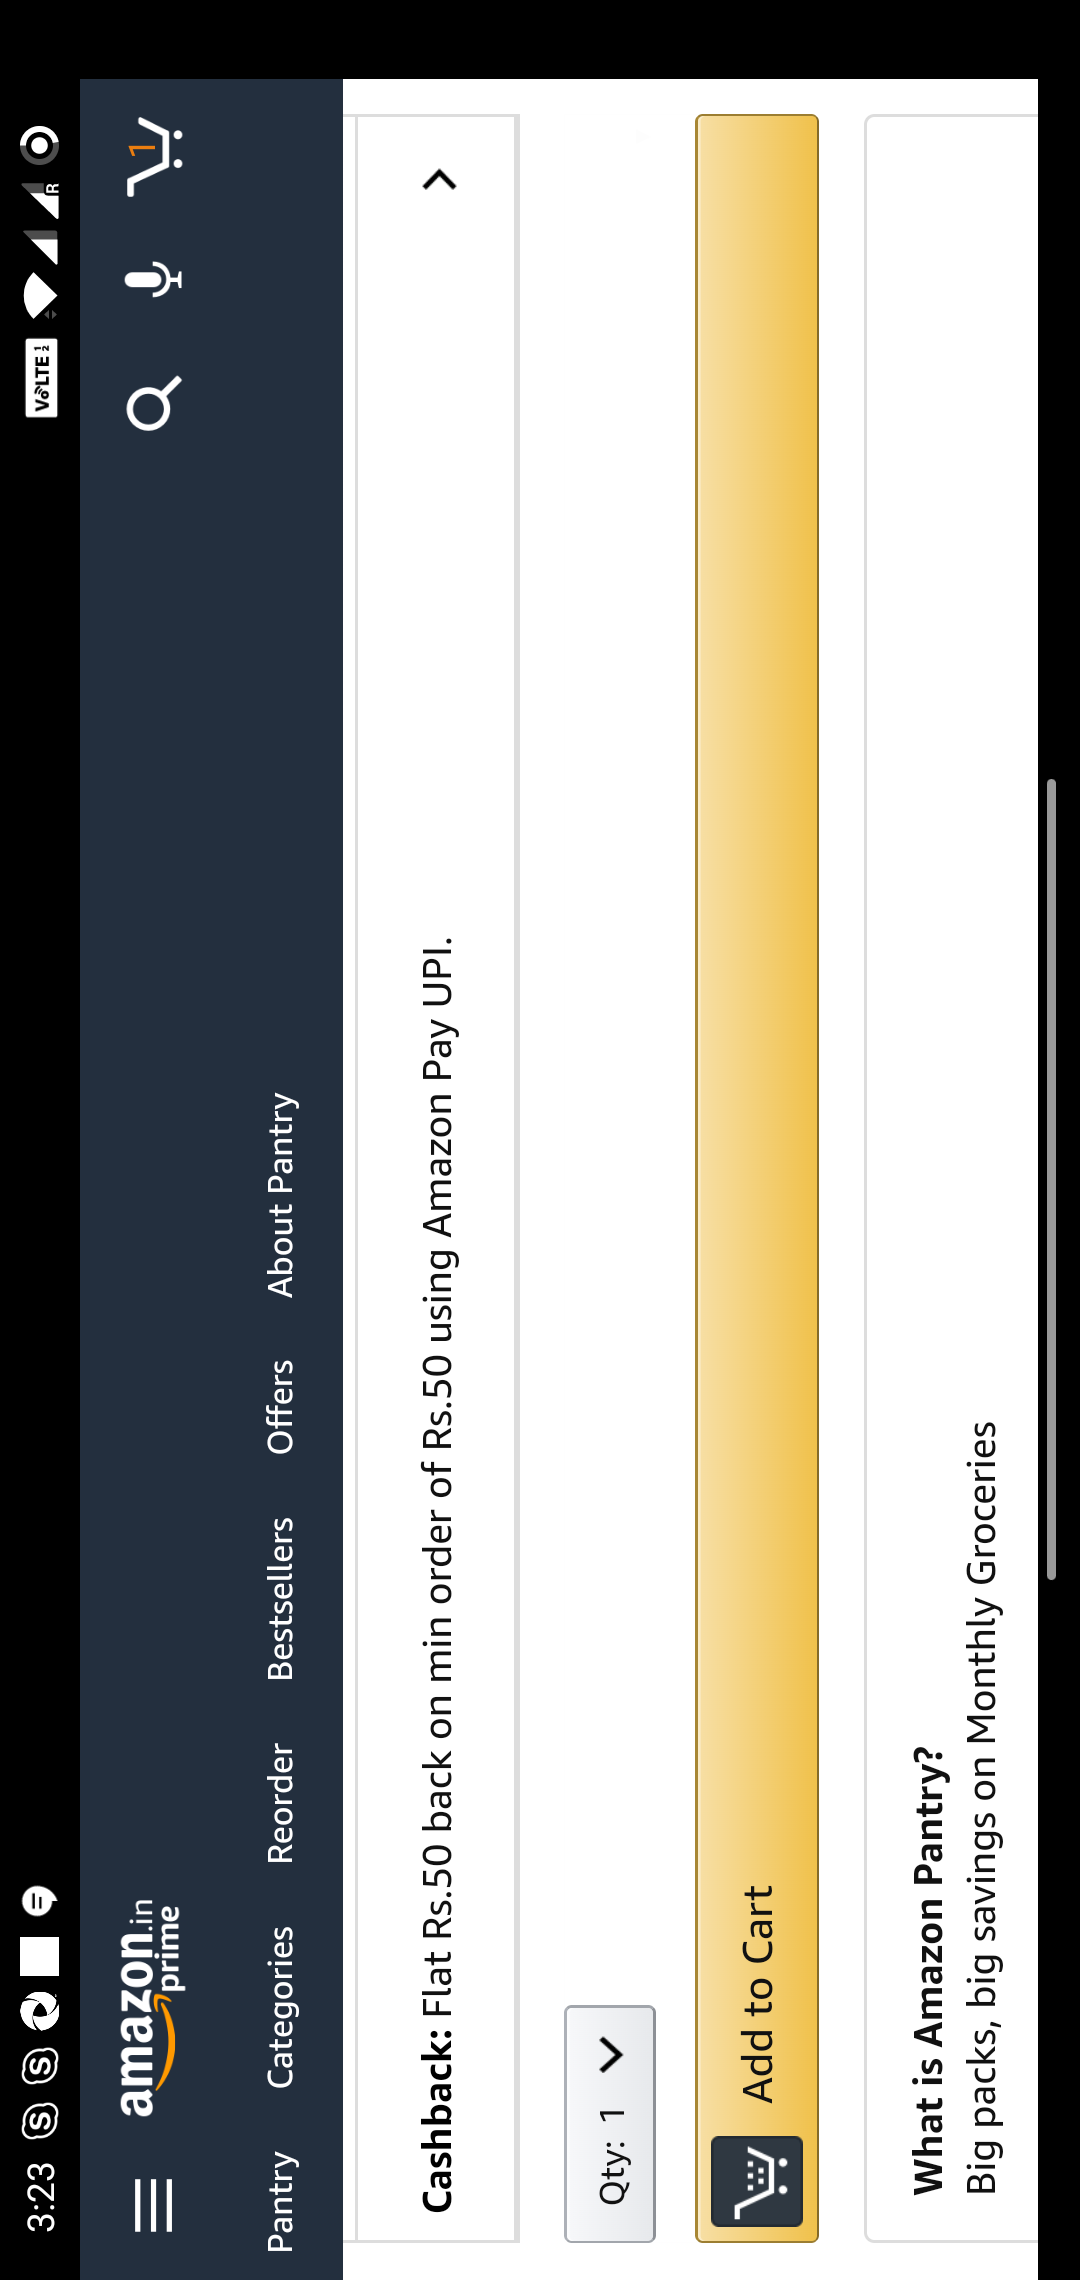 3:23
VoLTE 1 2
R
amazon.in
prime
1
Pantry Categories Reorder Bestsellers Offers About Pantry
Cashback: Flat Rs.50 back on min order of Rs.50 using Amazon Pay UPI.
Qty: 1
Add to Cart
What is Amazon Pantry?
Big packs, big savings on Monthly Groceries